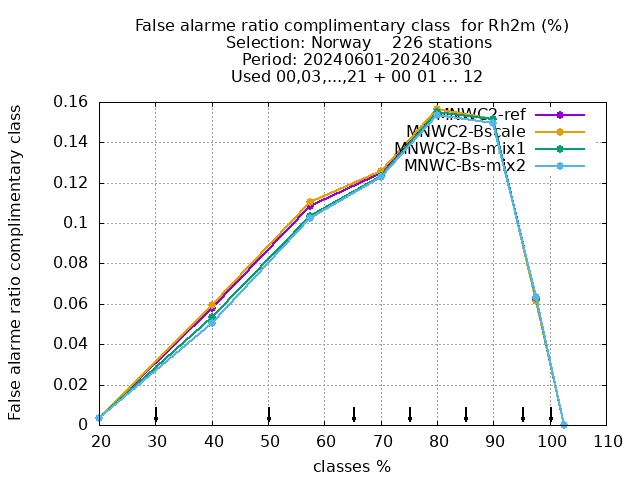 False alarme ratio complimentary class  for Rh2m (%)
Selection: Norway    226 stations
Period: 20240601-20240630
Used 00,03,...,21 + 00 01 ... 12
False alarme ratio complimentary class
0.16
0.14
0.12
0.1
0.08
0.06
0.04
0.02
0
MNWC2-ref
MNWC2-Bscale
MNWC2-Bs-mix1
MNWC-Bs-mix2
20 30 40 50 60 70 80 90 100 110
classes %